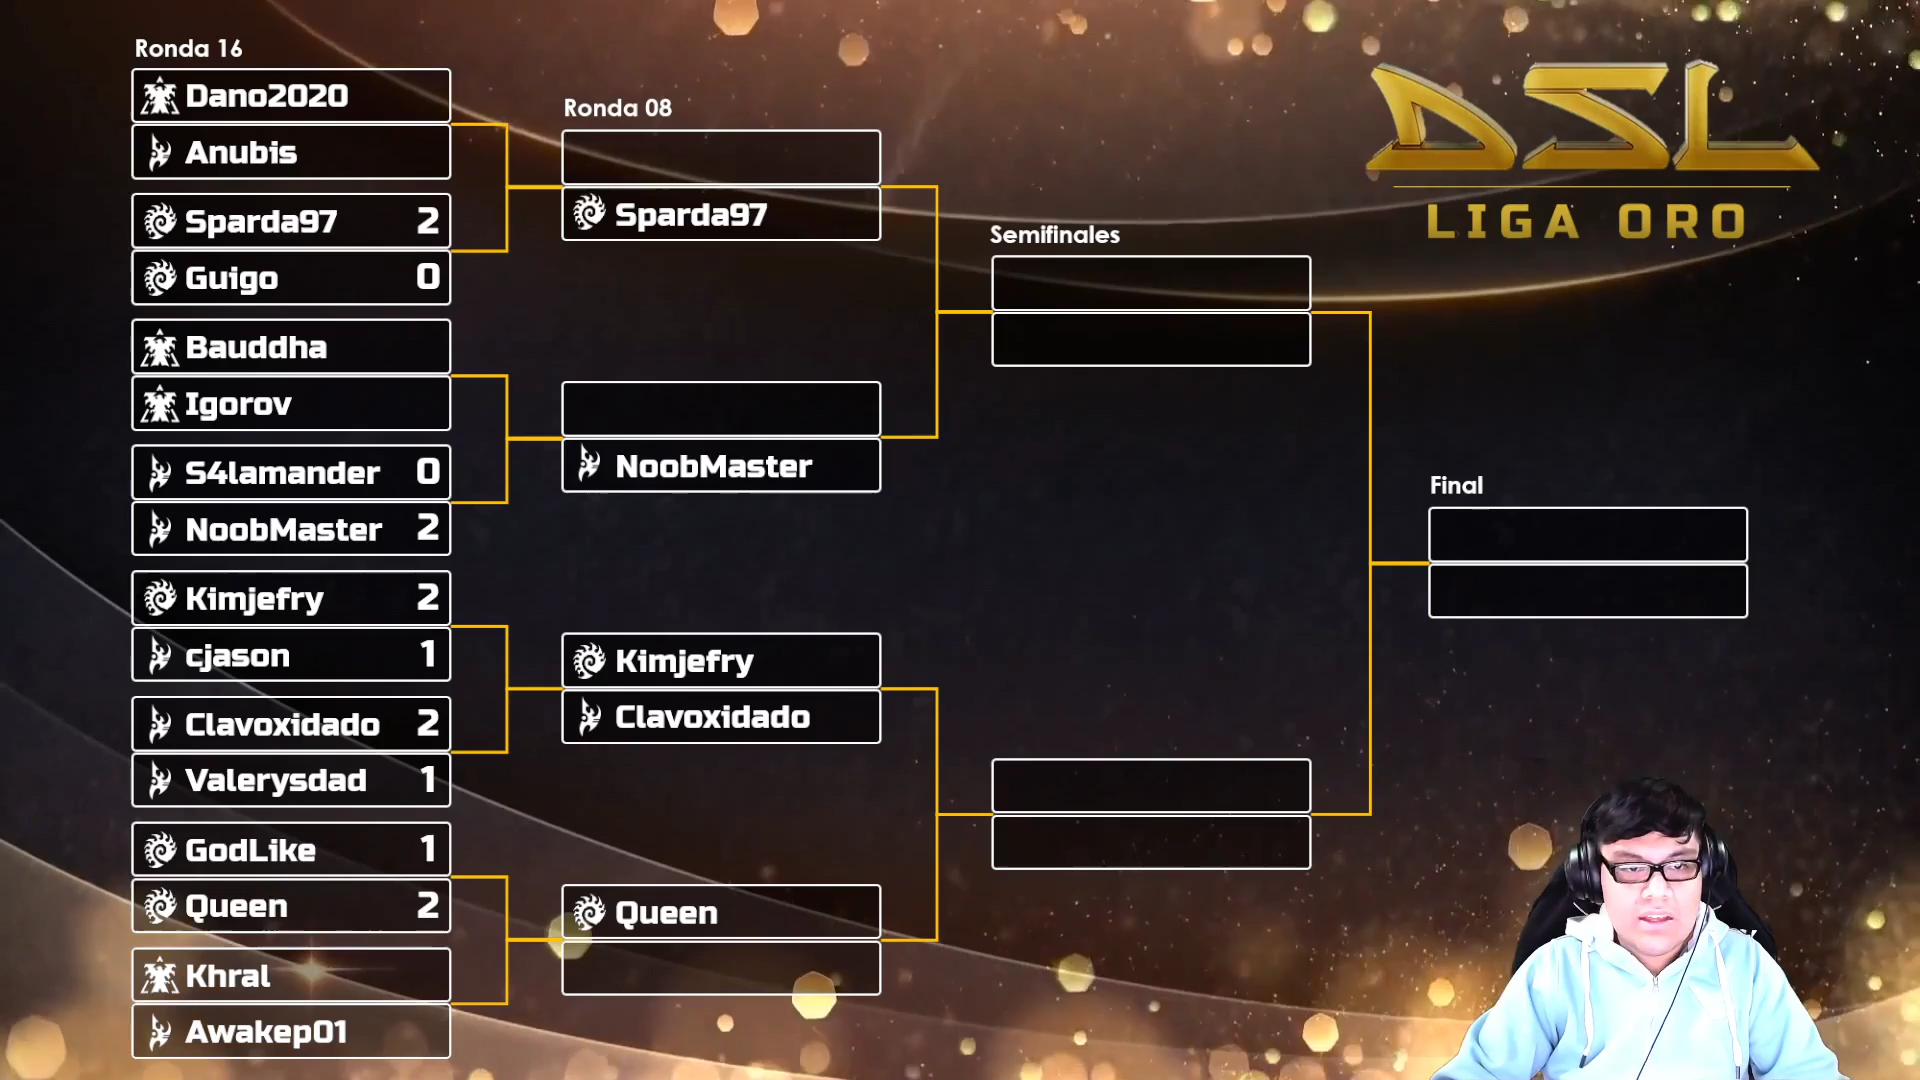 Ronda 16
Dano2020
Anubis
Sparda97 2
Guigo 0
Bauddha
Igorov
S4lamander 0
NoobMaster 2
Kimjefry 2
cjason 1
Clavoxidado 2
Valerysdad 1
GodLike 1
Queen 2
Khral
Awakep01
Ronda 08
Sparda97
NoobMaster
Kimjefry
Clavoxidado
Queen
Semifinales
Final
DSL
LIGA ORO